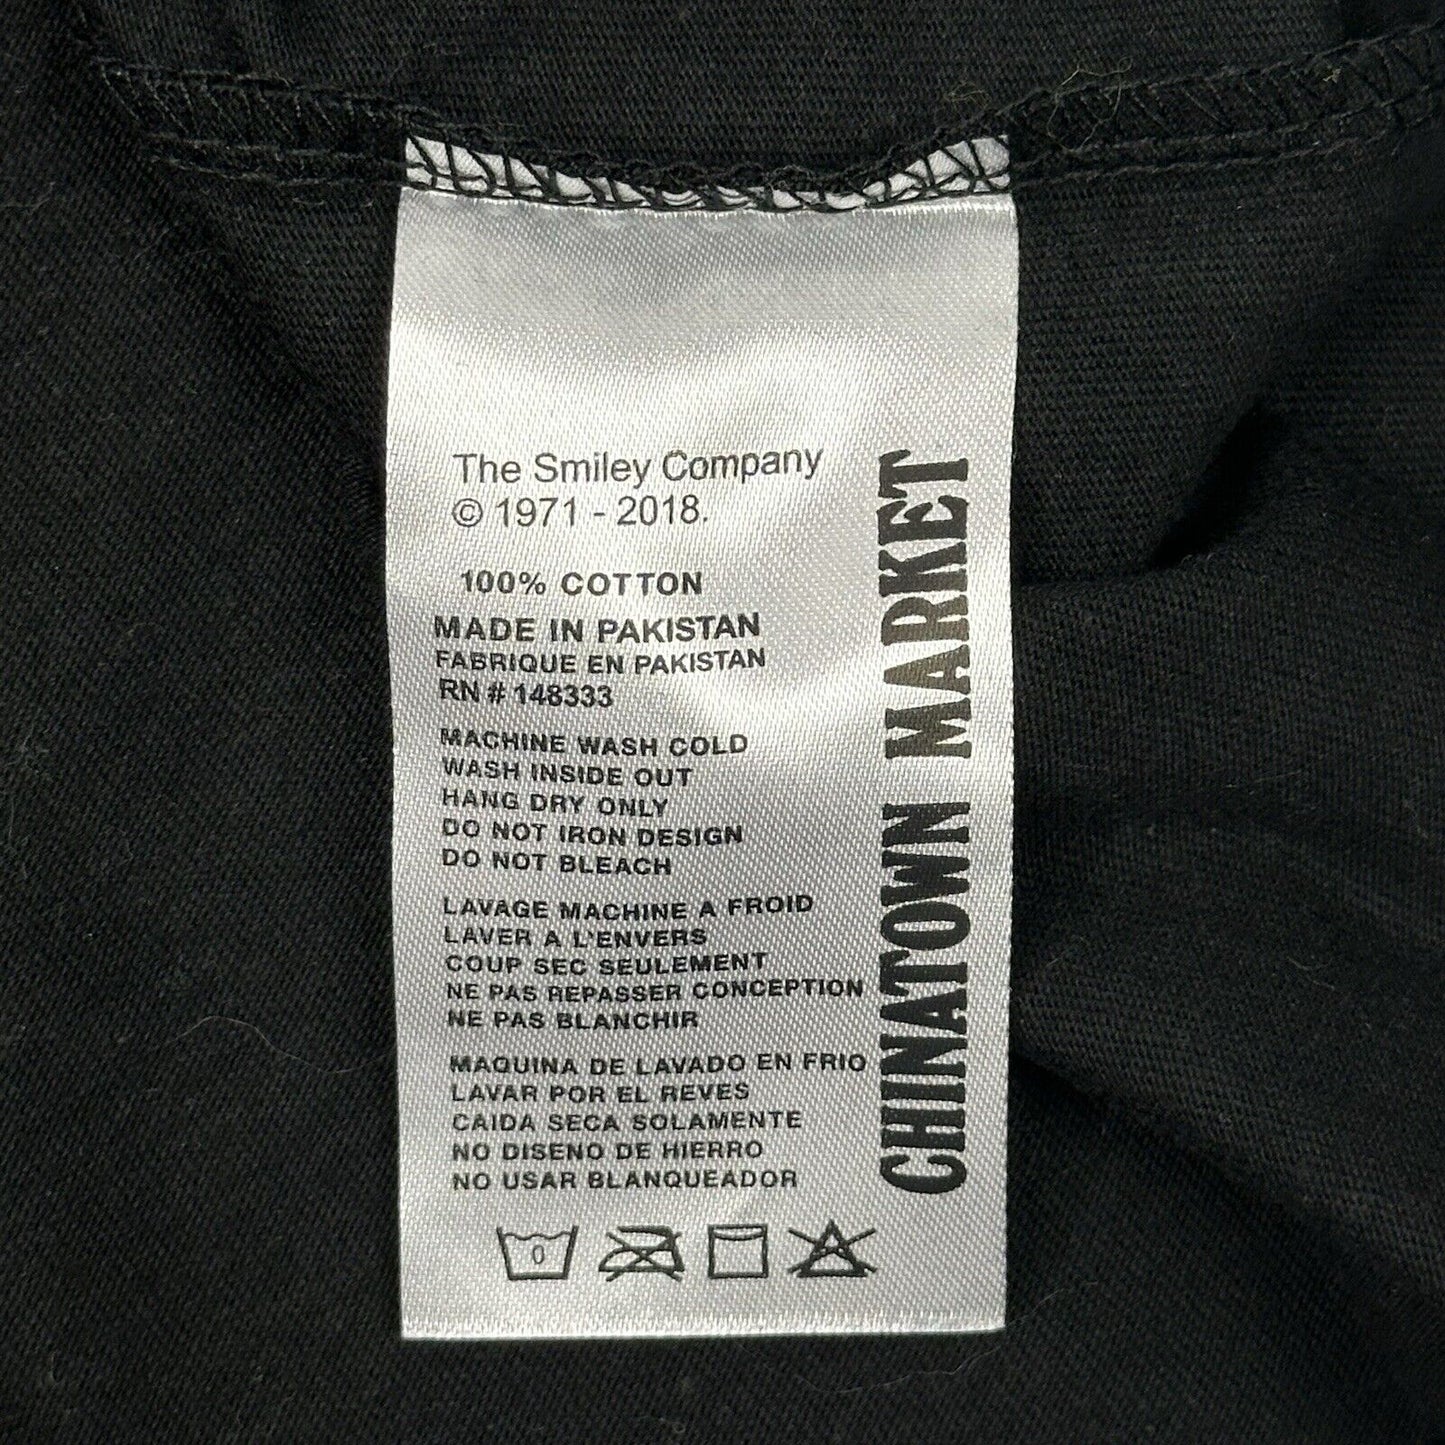 The Smiley Company
© 1971 - 2018.
100% COTTON
MADE IN PAKISTAN
FABRIQUE EN PAKISTAN
RN # 148333
MACHINE WASH COLD
WASH INSIDE OUT
HANG DRY ONLY
DO NOT IRON DESIGN
DO NOT BLEACH
LAVAGE MACHINE A FROID
LAVER A L'ENVERS
COUP SEC SEULEMENT
NE PAS REPASSER CONCEPTION
NE PAS BLANCHIR
MAQUINA DE LAVADO EN FRIO
LAVAR POR EL REVES
CAIDA SECA SOLAMENTE
NO DISENO DE HIERRO
NO USAR BLANQUEADOR
0
CHINATOWN MARKET